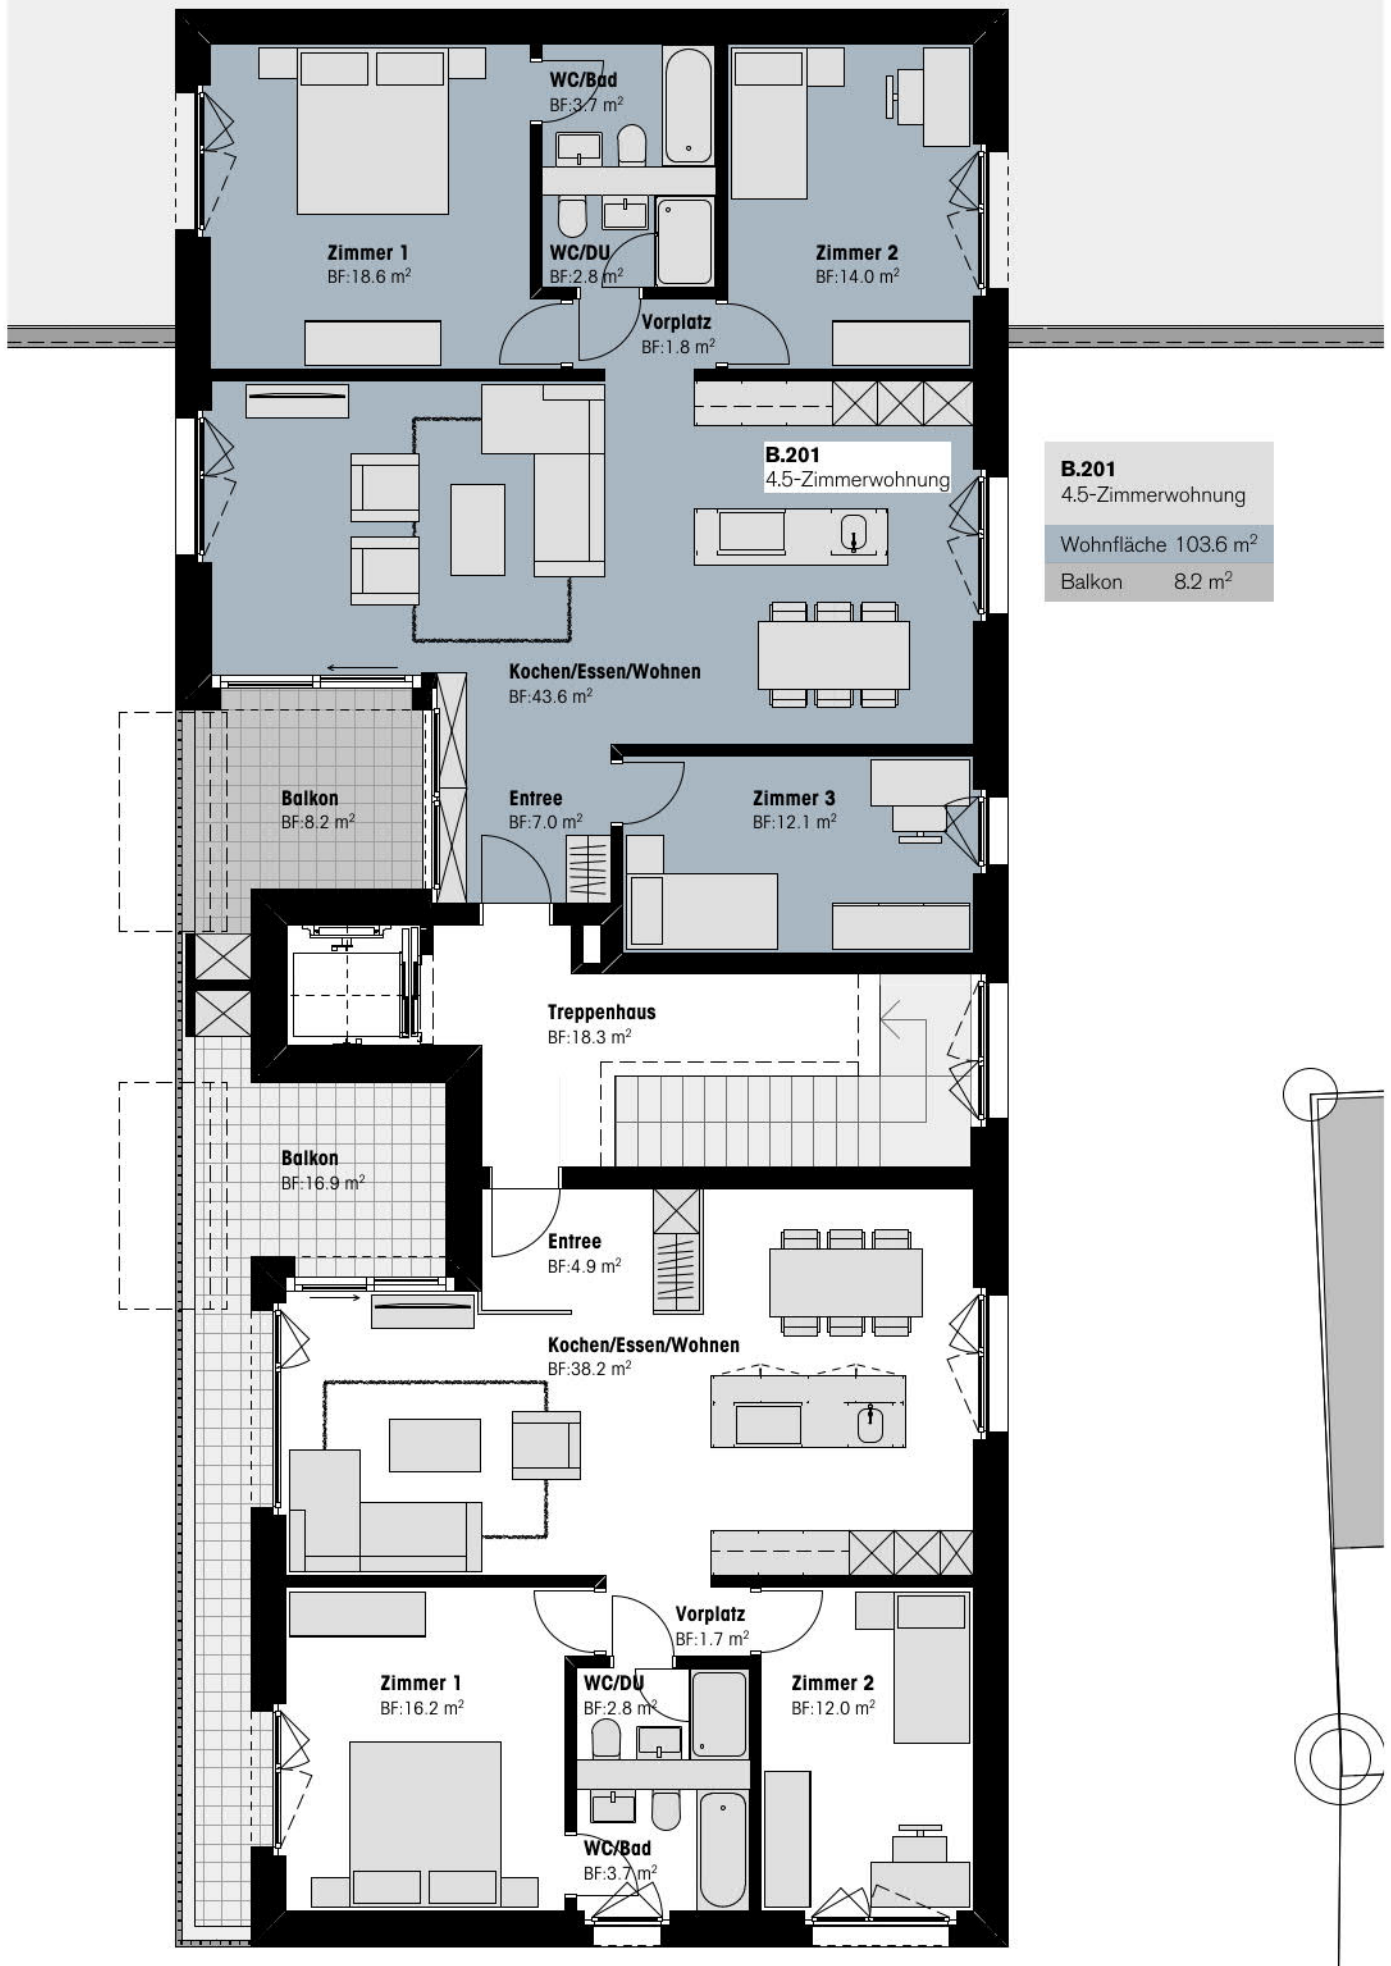 WC/Bad
BF:3.7 m²
Zimmer 1
BF:18.6 m²
WC/DU
BF:2.8 m²
Zimmer 2
BF:14.0 m²
Vorplatz
BF:1.8 m²
B.201
4.5-Zimmerwohnung
B.201
4.5-Zimmerwohnung
Wohnfläche 103.6 m²
Balkon 8.2 m²
Kochen/Essen/Wohnen
BF:43.6 m²
Balkon
BF:8.2 m²
Entree
BF:7.0 m²
Zimmer 3
BF:12.1 m²
Treppenhaus
BF:18.3 m²
Balkon
BF:16.9 m²
Entree
BF:4.9 m²
Kochen/Essen/Wohnen
BF:38.2 m²
Vorplatz
BF:1.7 m²
Zimmer 1
BF:16.2 m²
WC/DU
BF:2.8 m²
Zimmer 2
BF:12.0 m²
WC/Bad
BF:3.7 m²